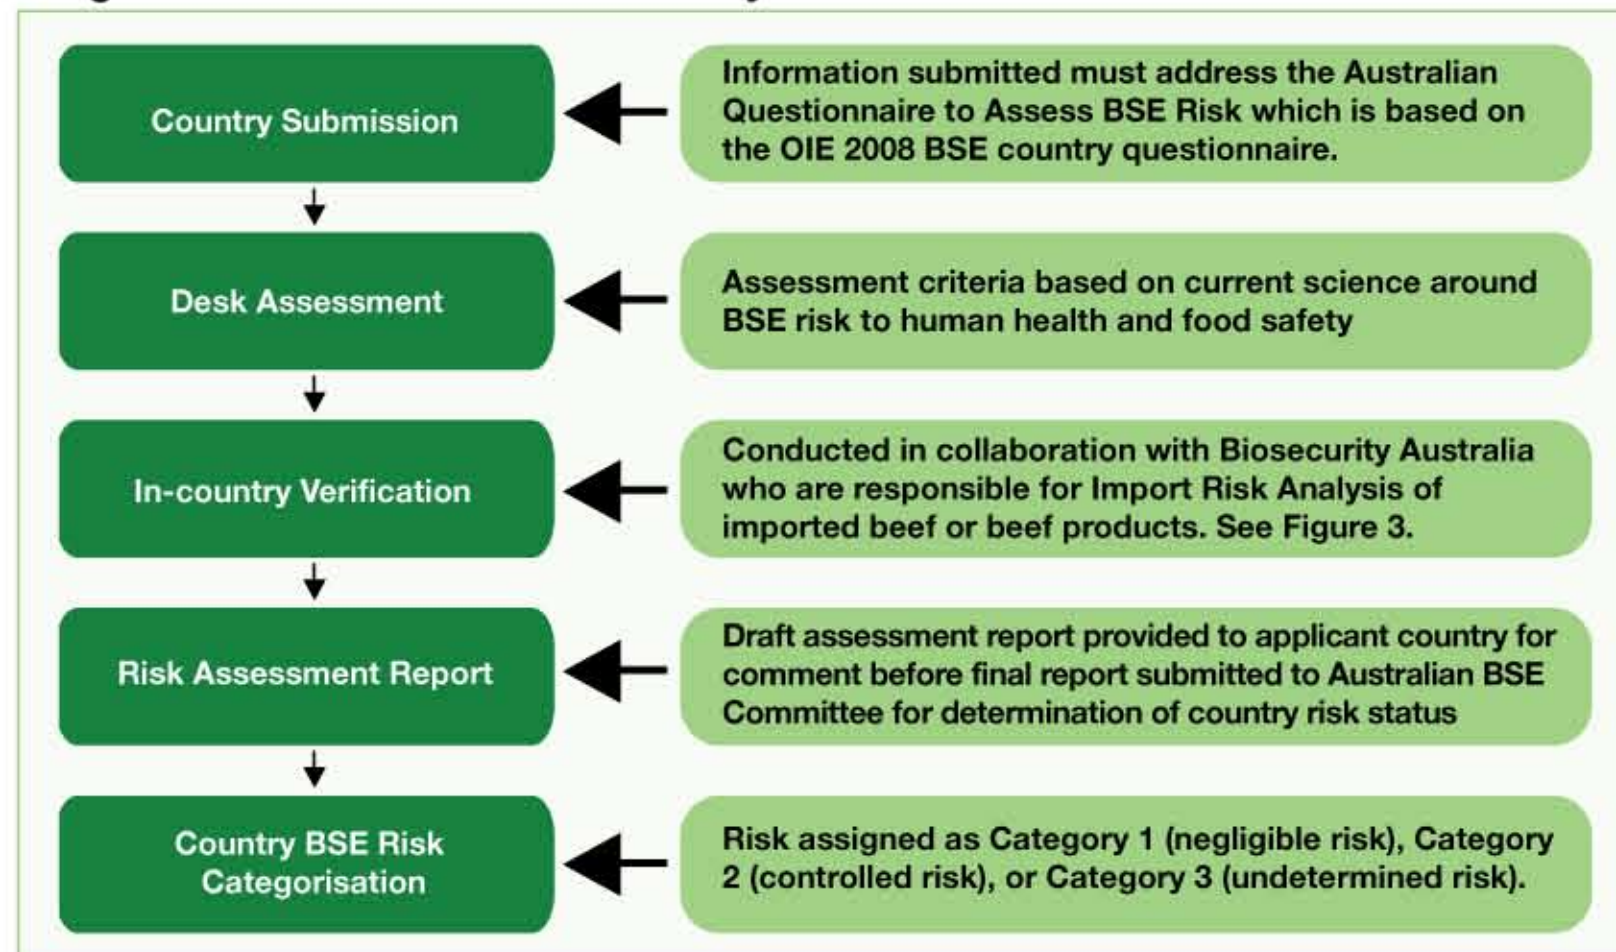 Country Submission
Information submitted must address the Australian
Questionnaire to Assess BSE Risk which is based on
the OIE 2008 BSE country questionnaire.
Desk Assessment
Assessment criteria based on current science around
BSE risk to human health and food safety
In-country Verification
Conducted in collaboration with Biosecurity Australia
who are responsible for Import Risk Analysis of
imported beef or beef products. See Figure 3.
Risk Assessment Report
Draft assessment report provided to applicant country for
comment before final report submitted to Australian BSE
Committee for determination of country risk status
Country BSE Risk
Categorisation
Risk assigned as Category 1 (negligible risk), Category
2 (controlled risk), or Category 3 (undetermined risk).